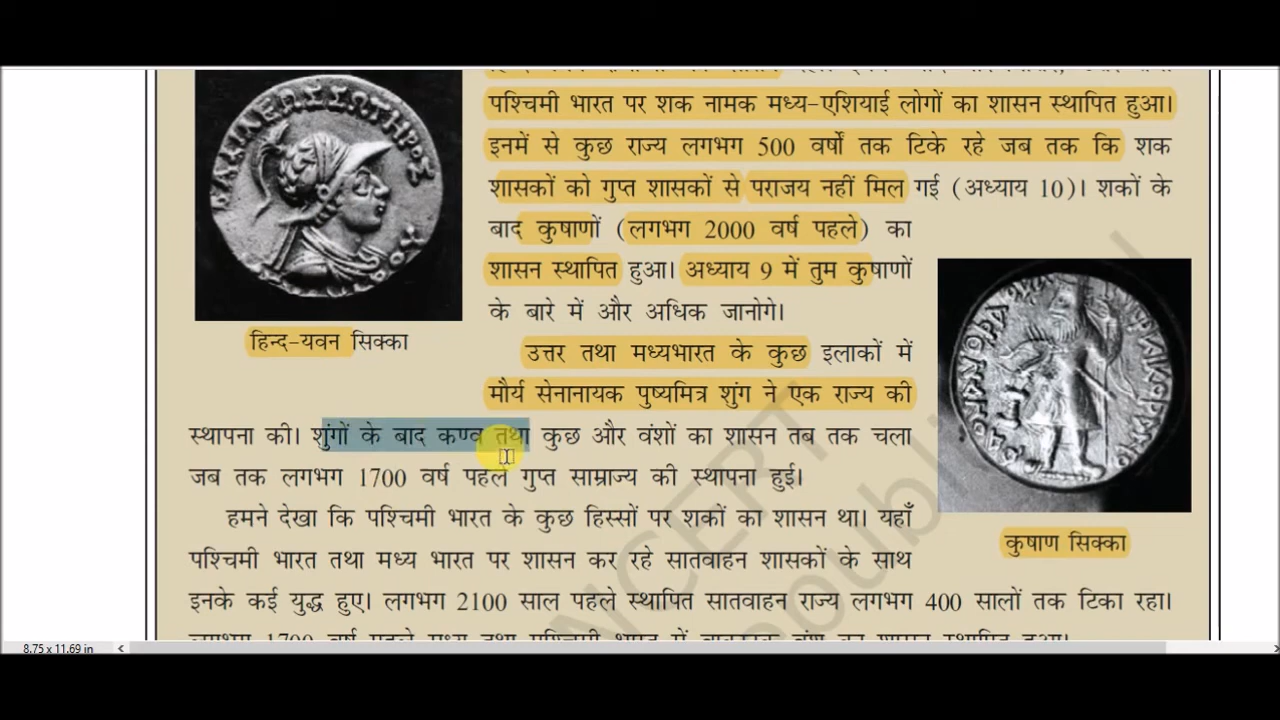 पश्चिमी भारत पर शक नामक मध्य-एशियाई लोगों का शासन स्थापित हुआ।
इनमें से कुछ राज्य लगभग 500 वर्षों तक टिके रहे जब तक कि शक
शासकों को गुप्त शासकों से पराजय नहीं मिल गई (अध्याय 10)। शकों के
बाद कुषाणों (लगभग 2000 वर्ष पहले) का
शासन स्थापित हुआ। अध्याय 9 में तुम कुषाणों
के बारे में और अधिक जानोगे।
हिन्द-यवन सिक्का
उत्तर तथा मध्यभारत के कुछ इलाकों में
मौर्य सेनानायक पुष्यमित्र शुंग ने एक राज्य की
स्थापना की। शुंगों के बाद कण्व तथा कुछ और वंशों का शासन तब तक चला
जब तक लगभग 1700 वर्ष पहले गुप्त साम्राज्य की स्थापना हुई।
हमने देखा कि पश्चिमी भारत के कुछ हिस्सों पर शकों का शासन था। यहाँ
पश्चिमी भारत तथा मध्य भारत पर शासन कर रहे सातवाहन शासकों के साथ
इनके कई युद्ध हुए। लगभग 2100 साल पहले स्थापित सातवाहन राज्य लगभग 400 सालों तक टिका रहा।
कुषाण सिक्का
NCERT
republi
8.75 x 11.69 in